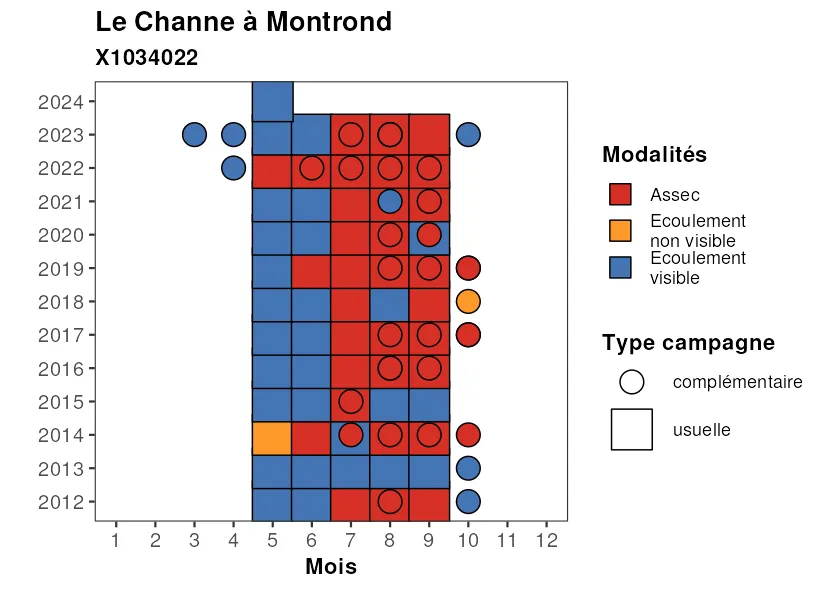 Le Channe à Montrond
X1034022
2024
2023
2022
2021
2020
2019
2018
2017
2016
2015
2014
2013
2012
1 2 3 4 5 6 7 8 9 10 11 12
Mois
Modalités
Assec
Ecoulement
non visible
Ecoulement
visible
Type campagne
complémentaire
usuelle